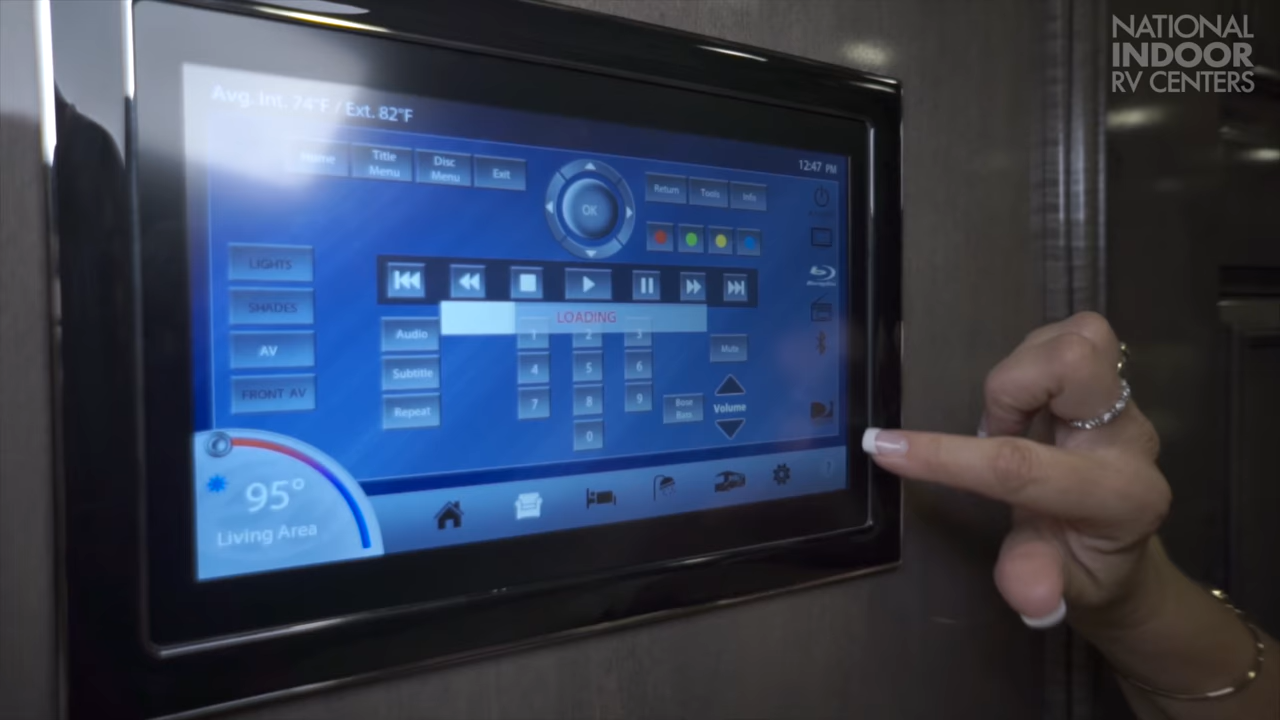 NATIONAL
INDOOR
RV CENTERS
Avg. Int. 74°F / Ext. 82°F
12:47 PM
Home
Title
Menu
Disc
Menu
Exit
OK
Return
Tools
Info
LIGHTS
SHADES
AV
FRONT AV
LOADING
Audio
Subtitle
Repeat
1 2 3
4 5 6
7 8 9
0
Mute
Bose
Volume
95°
Living Area
?